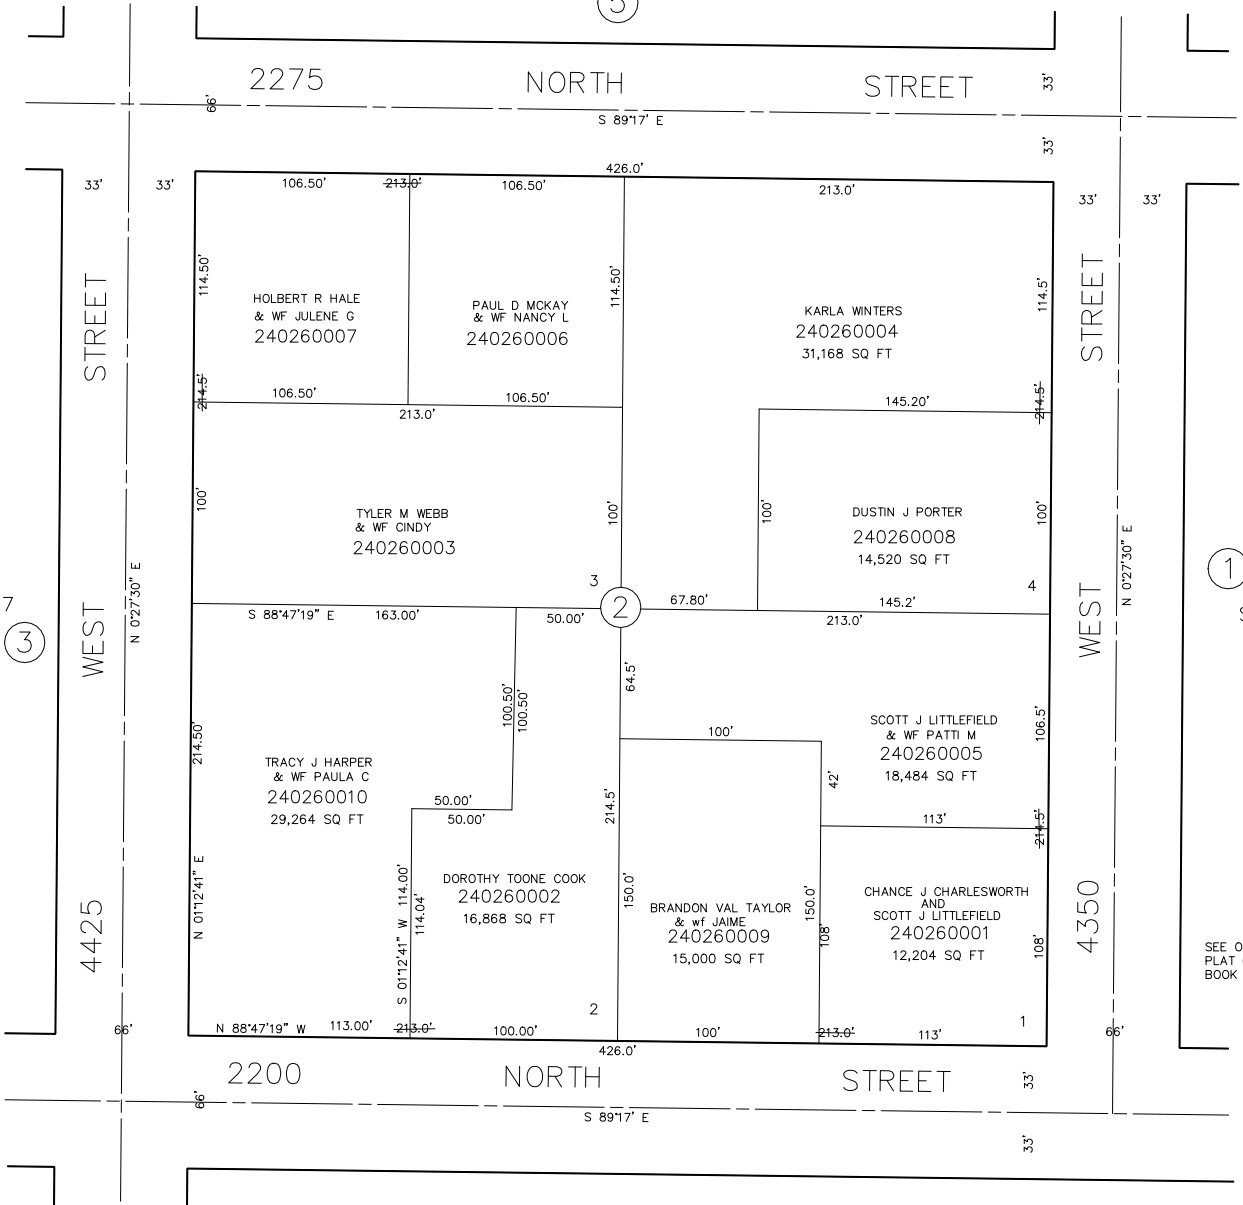 5
2275 NORTH STREET
66'
33'
S 89°17' E
33'
426.0'
33'
33'
106.50'
213.0'
106.50'
213.0'
33'
33'
114.50'
114.50'
114.5'
STREET
STREET
HOLBERT R HALE
& WF JULENE G
240260007
PAUL D MCKAY
& WF NANCY L
240260006
KARLA WINTERS
240260004
31,168 SQ FT
214.5'
106.50'
106.50'
213.0'
145.20'
214.5'
100'
100'
100'
100'
TYLER M WEBB
& WF CINDY
240260003
DUSTIN J PORTER
240260008
14,520 SQ FT
N 0°27'30" E
N 0°27'30" E
1
3
4
7
3
2
67.80'
145.2'
S 88°47'19" E
163.00'
50.00'
213.0'
WEST
WEST
64.5'
100.50'
100.50'
214.50'
100'
106.5'
SCOTT J LITTLEFIELD
& WF PATTI M
240260005
18,484 SQ FT
TRACY J HARPER
& WF PAULA C
240260010
29,264 SQ FT
42'
50.00'
50.00'
214.5'
113'
214.5'
N 01°12'41" E
S 01°12'41" W 114.00'
114.04'
DOROTHY TOONE COOK
240260002
16,868 SQ FT
150.0'
BRANDON VAL TAYLOR
& wf JAIME
240260009
15,000 SQ FT
150.0'
108'
CHANCE J CHARLESWORTH
AND
SCOTT J LITTLEFIELD
240260001
12,204 SQ FT
108'
4425
4350
SEE O
PLAT
BOOK
2
1
66'
N 88°47'19" W
113.00'
213.0'
100.00'
100'
213.0'
113'
66'
426.0'
2200 NORTH STREET
33'
66'
S 89°17' E
33'